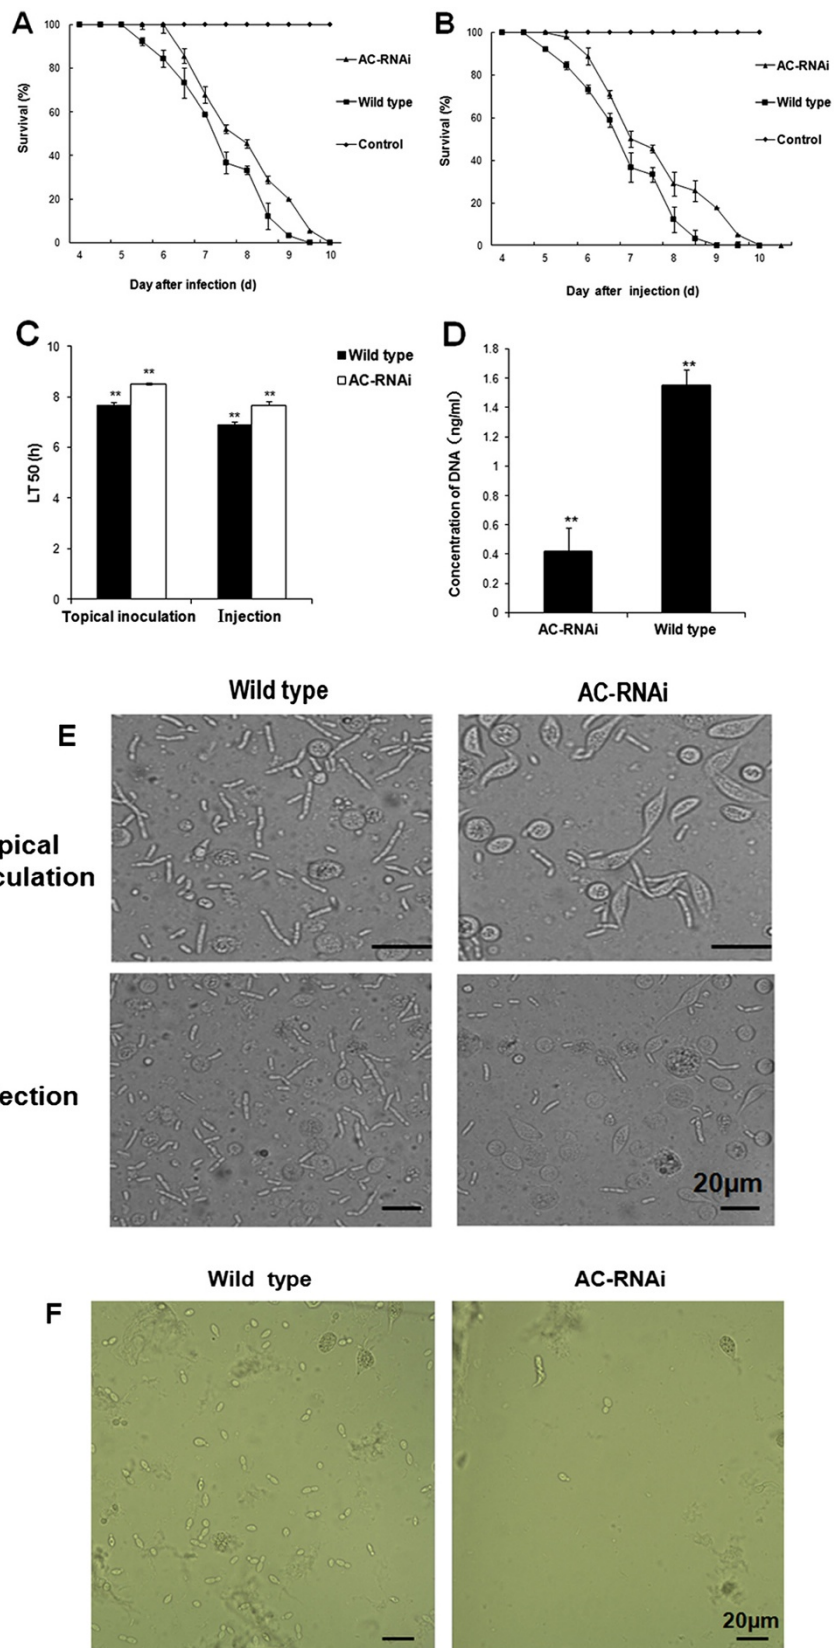 A
Survival (%)
100
80
60
40
20
0
4 5 6 7 8 9 10
Day after infection (d)
AC-RNAi
Wild type
Control
B
Survival (%)
100
80
60
40
20
0
4 5 6 7 8 9 10
Day after injection (d)
AC-RNAi
Wild type
Control
C
LT 50 (h)
10
8
6
4
2
0
** ** ** **
Topical inoculation Injection
Wild type
AC-RNAi
D
Concentration of DNA (ng/ml)
1.8
1.6
1.4
1.2
1
0.8
0.6
0.4
0.2
0
** **
AC-RNAi Wild type
Wild type AC-RNAi
E
pical
culation
ection
20μm
Wild type AC-RNAi
F
20μm